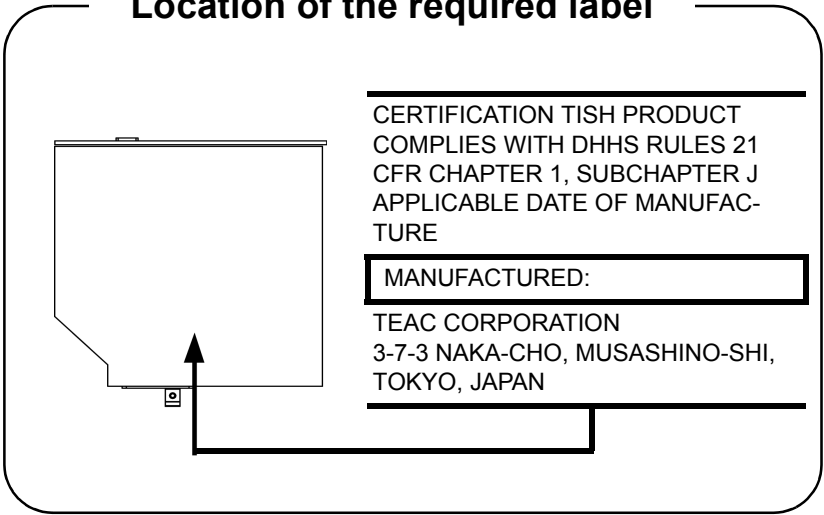 Location of the required label
CERTIFICATION TISH PRODUCT
COMPLIES WITH DHHS RULES 21
CFR CHAPTER 1, SUBCHAPTER J
APPLICABLE DATE OF MANUFAC-
TURE
MANUFACTURED:
TEAC CORPORATION
3-7-3 NAKA-CHO, MUSASHINO-SHI,
TOKYO, JAPAN